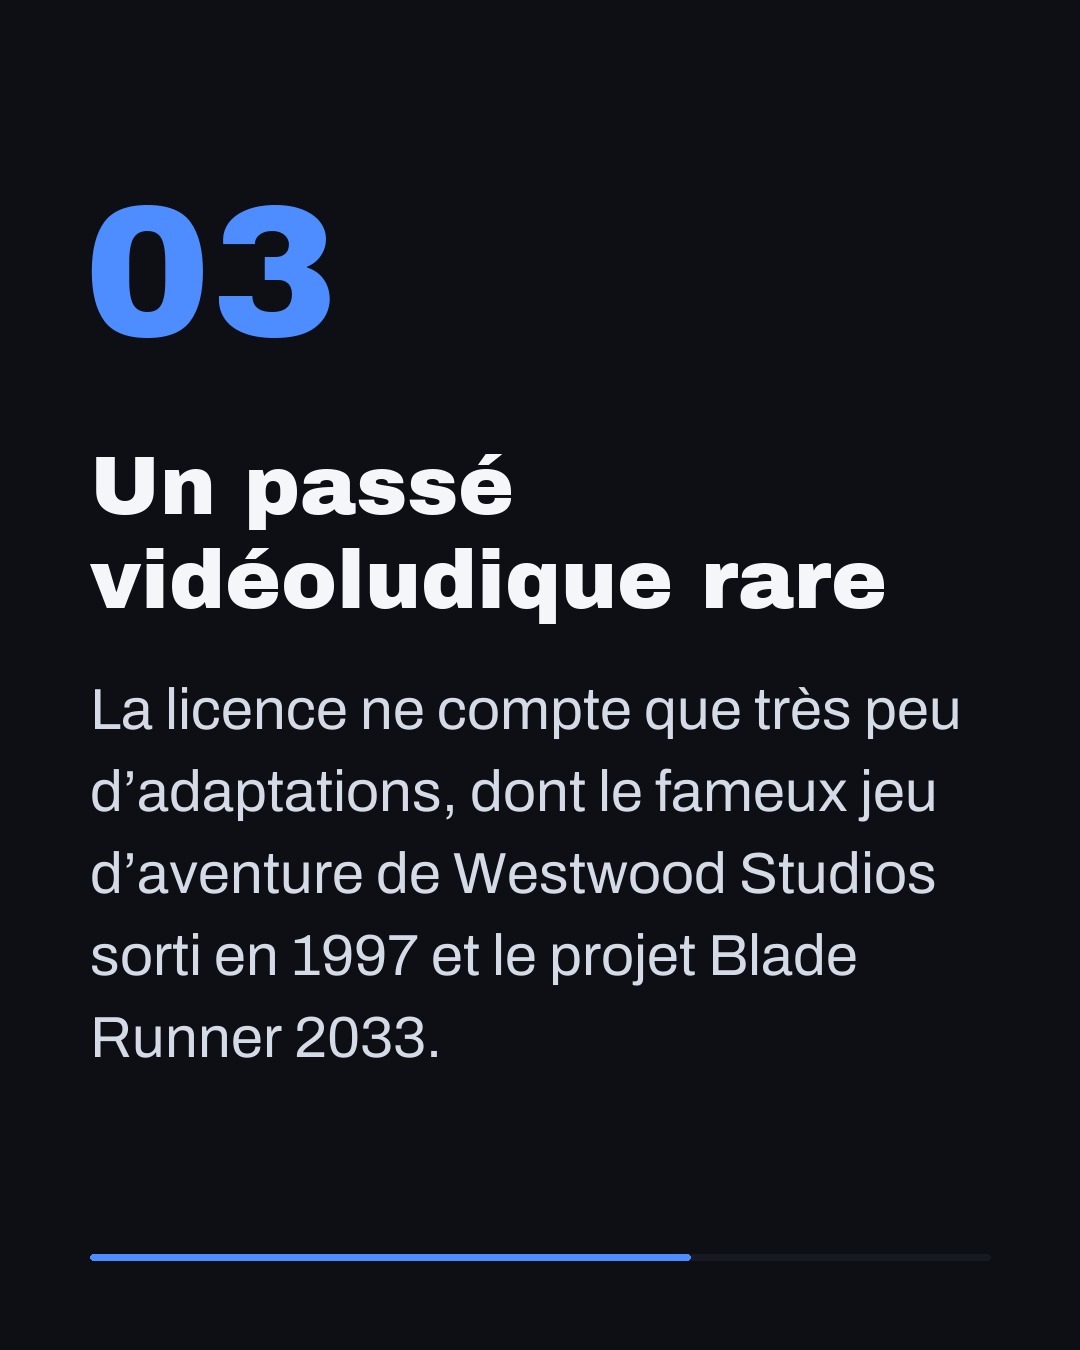 03
Un passé
vidéoludique rare
La licence ne compte que très peu
d’adaptations, dont le fameux jeu
d’aventure de Westwood Studios
sorti en 1997 et le projet Blade
Runner 2033.